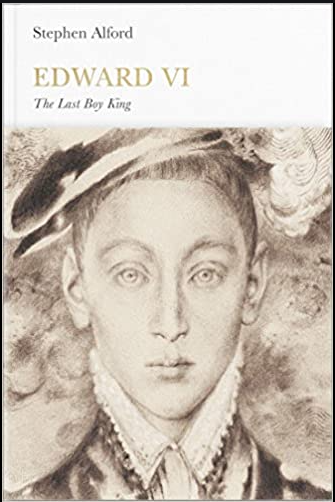 Stephen Alford
EDWARD VI
The Last Boy King